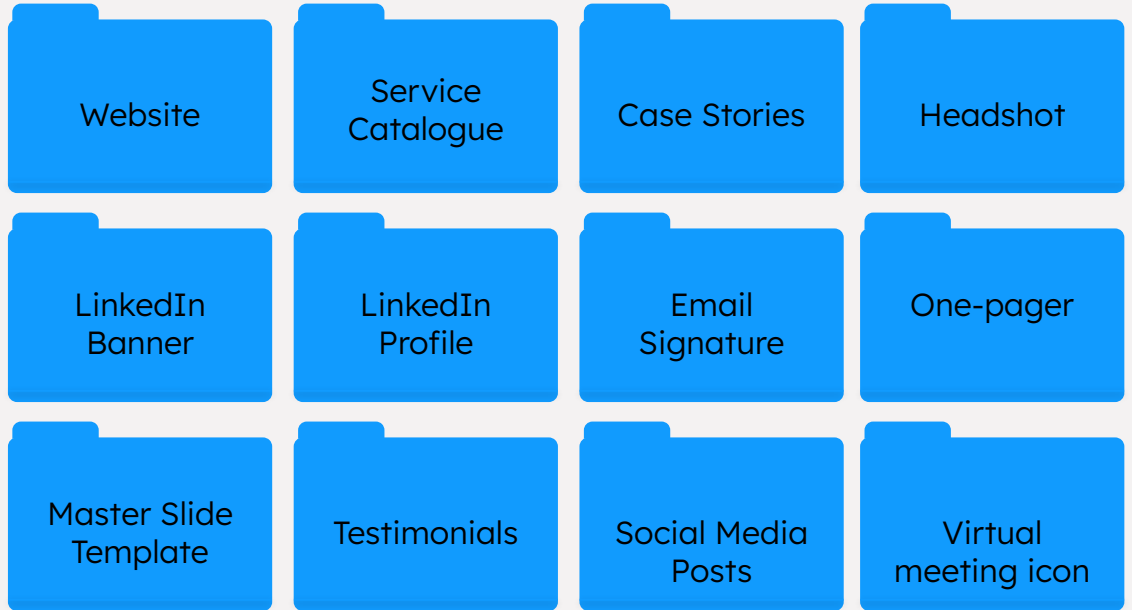 Website
Service
Catalogue
Case Stories
Headshot
LinkedIn
Banner
LinkedIn
Profile
Email
Signature
One-pager
Master Slide
Template
Testimonials
Social Media
Posts
Virtual
meeting icon